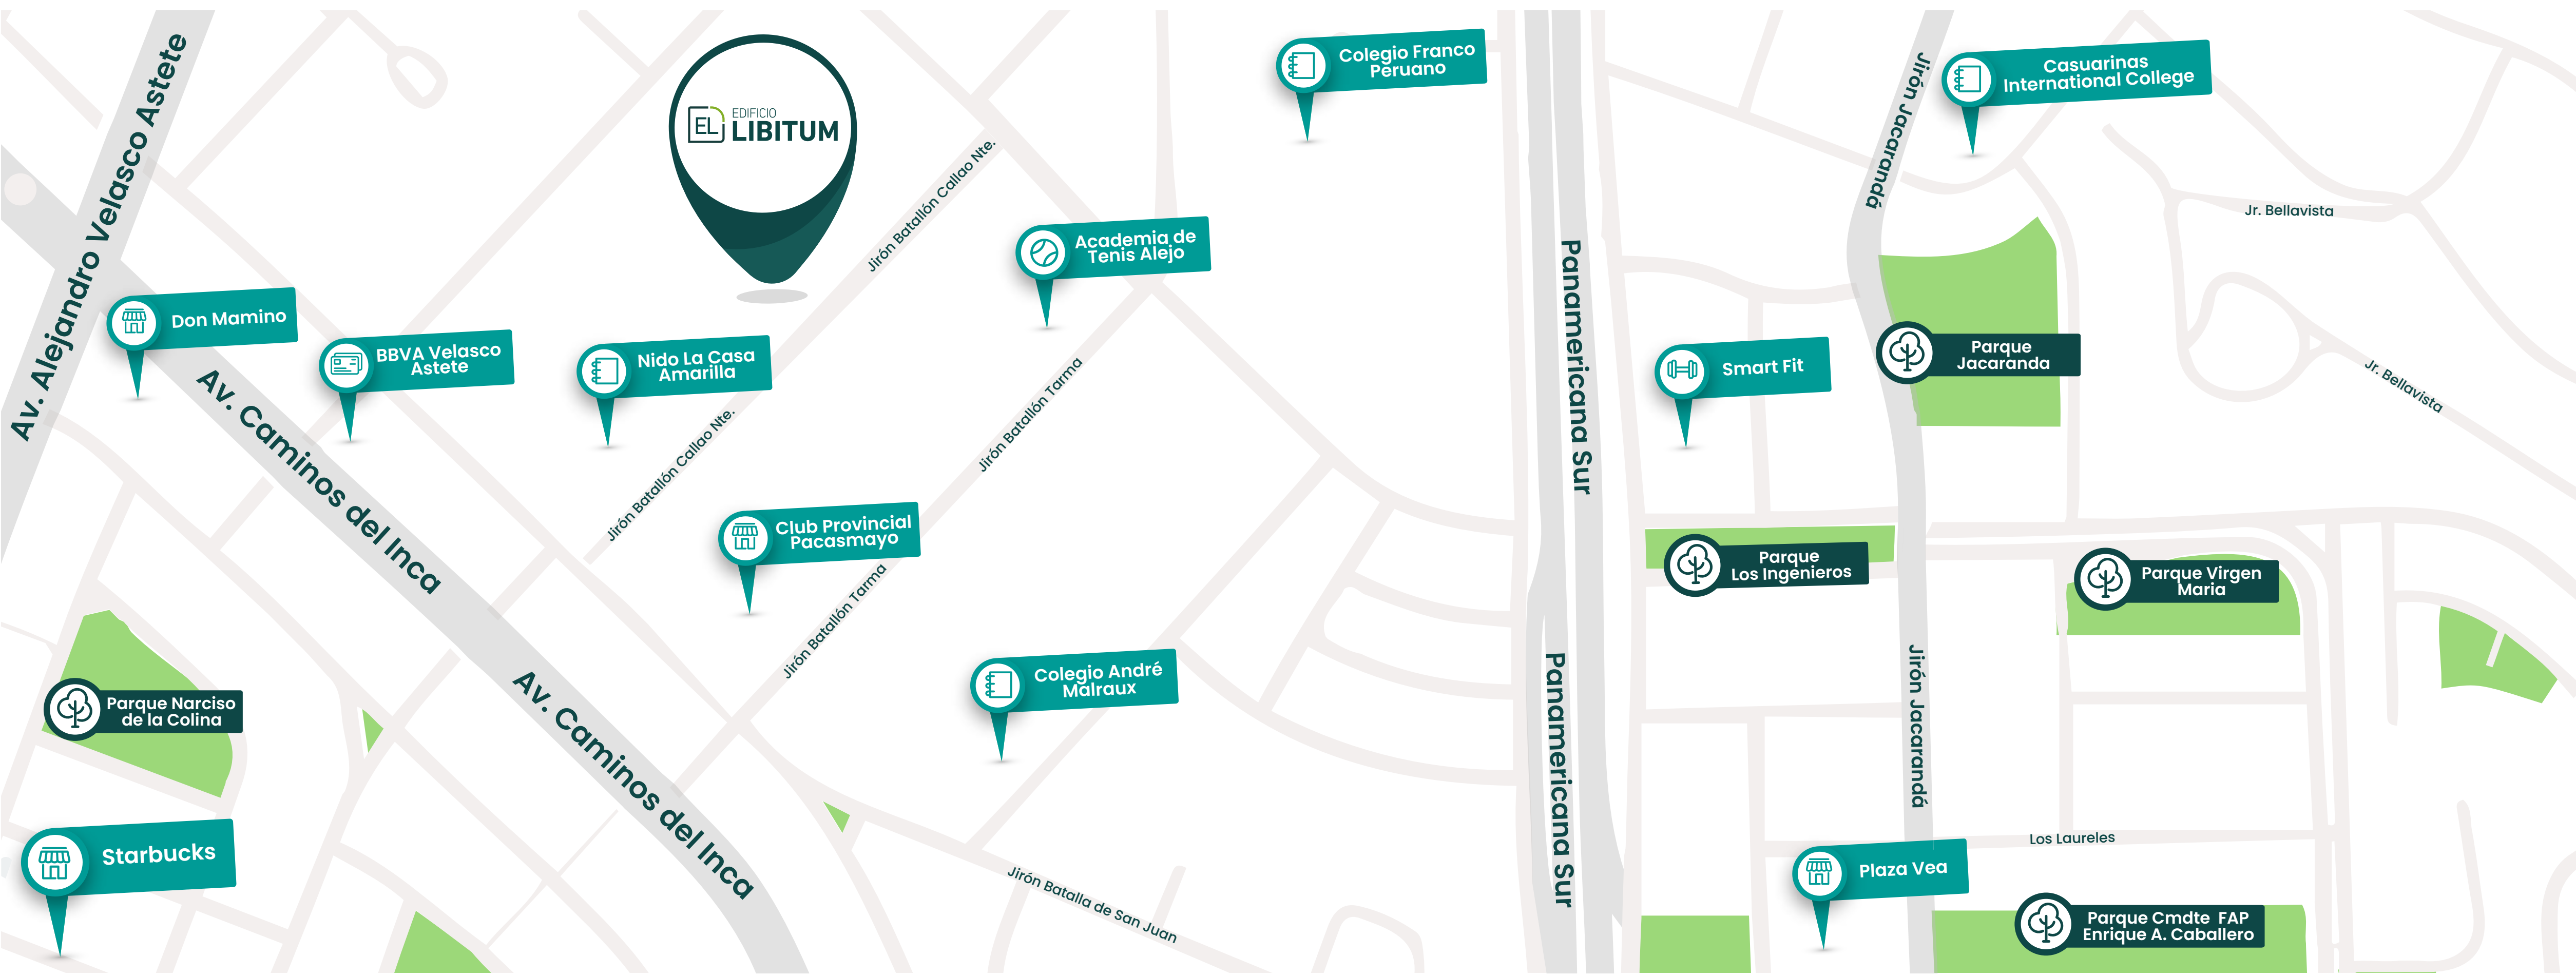 Av. Alejandro Velasco Astete
EDIFICIO
EL LIBITUM
Colegio Franco
Peruano
Jirón Jacarandá
Casuarinas
International College
Jirón Batallón Callao Nte.
Jr. Bellavista
Academia de
Tenis Alejo
Panamericana Sur
Don Mamino
BBVA Velasco
Astete
Nido La Casa
Amarilla
Smart Fit
Parque
Jacaranda
Jr. Bellavista
Av. Caminos del Inca
Jirón Batallón Callao Nte.
Jirón Batallón Tarma
Club Provincial
Pacasmayo
Parque
Los Ingenieros
Parque Virgen
Maria
Jirón Batallón Tarma
Parque Narciso
de la Colina
Av. Caminos del Inca
Colegio André
Malraux
Panamericana Sur
Jirón Jacarandá
Starbucks
Los Laureles
Plaza Vea
Jirón Batalla de San Juan
Parque Cmdte FAP
Enrique A. Caballero